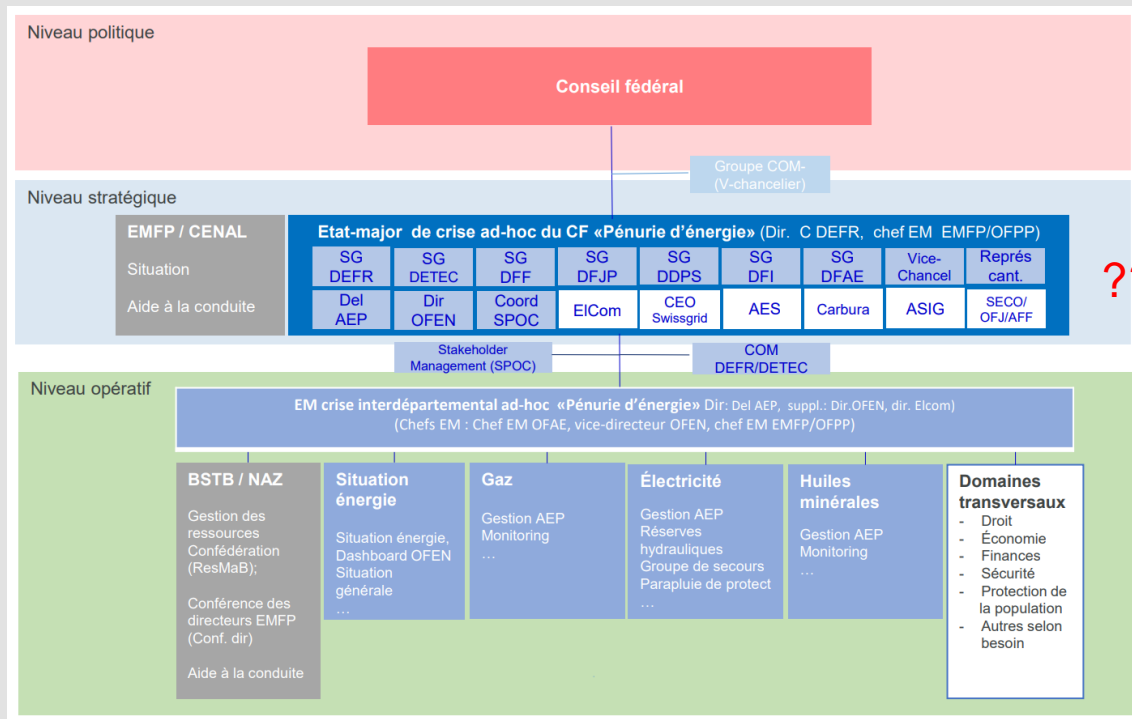 Niveau politique
Conseil fédéral
Groupe COM-
(V-chancelier)
Niveau stratégique
EMFP / CENAL
Situation
Aide à la conduite
Etat-major de crise ad-hoc du CF «Pénurie d'énergie» (Dir. C DEFR, chef EM EMFP/OFPP)
SG
DEFR
SG
DETEC
SG
DFF
SG
DFJP
SG
DDPS
SG
DFI
SG
DFAE
Vice-
Chancel
Représ
cant.
Del
AEP
Dir
OFEN
Coord
SPOC
ElCom
CEO
Swissgrid
AES
Carbura
ASIG
SECO/
OFJ/AFF
??
Stakeholder
Management (SPOC)
COM
DEFR/DETEC
Niveau opératif
EM crise interdépartemental ad-hoc «Pénurie d'énergie» Dir: Del AEP, suppl.: Dir.OFEN, dir. Elcom)
(Chefs EM : Chef EM OFAE, vice-directeur OFEN, chef EM EMFP/OFPP)
BSTB / NAZ
Gestion des
ressources
Confédération
(ResMaB);
Conférence des
directeurs EMFP
(Conf. dir)
Aide à la conduite
Situation
énergie
Situation énergie,
Dashboard OFEN
Situation
générale
…
Gaz
Gestion AEP
Monitoring
…
Électricité
Gestion AEP
Réserves
hydrauliques
Groupe de secours
Parapluie de protect
…
Huiles
minérales
Gestion AEP
Monitoring
…
Domaines
transversaux
- Droit
- Économie
- Finances
- Sécurité
- Protection de
la population
- Autres selon
besoin